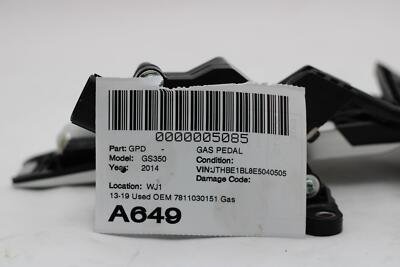 0000005085
Part: GPD - GAS PEDAL
Model: GS350 Condition:
Years: 2014 VIN:JTHBE1BL8E5040505
Damage Code:
Location: WJ1
13-19 Used OEM 7811030151 Gas
A649